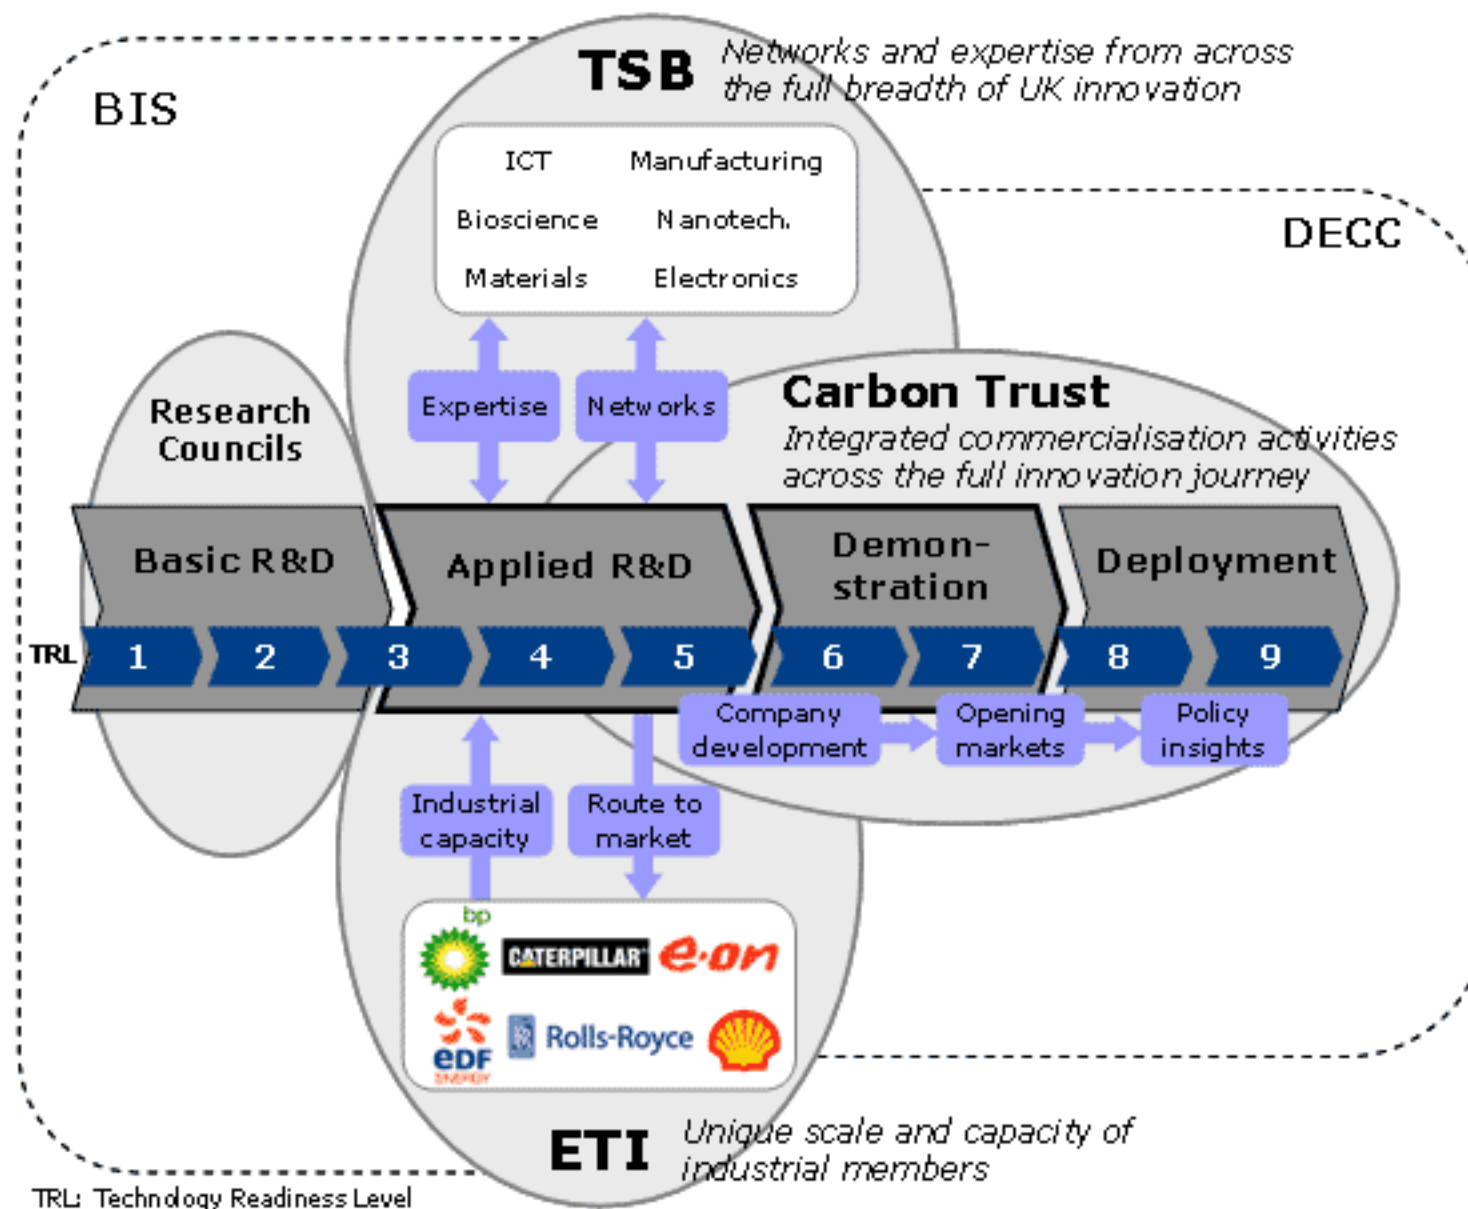 TSB
Networks and expertise from across
the full breadth of UK innovation
BIS
ICT
Manufacturing
Bioscience
Nanotech.
Materials
Electronics
DECC
Expertise
Networks
Research
Councils
Carbon Trust
Integrated commercialisation activities
across the full innovation journey
Basic R&D
Applied R&D
Demon-
stration
Deployment
TRL
1
2
3
4
5
6
7
8
9
Company
development
Opening
markets
Policy
insights
Industrial
capacity
Route to
market
bp
CATERPILLAR
e·on
eDF
ENERGY
Rolls-Royce
ETI
Unique scale and capacity of
industrial members
TRL: Technology Readiness Level